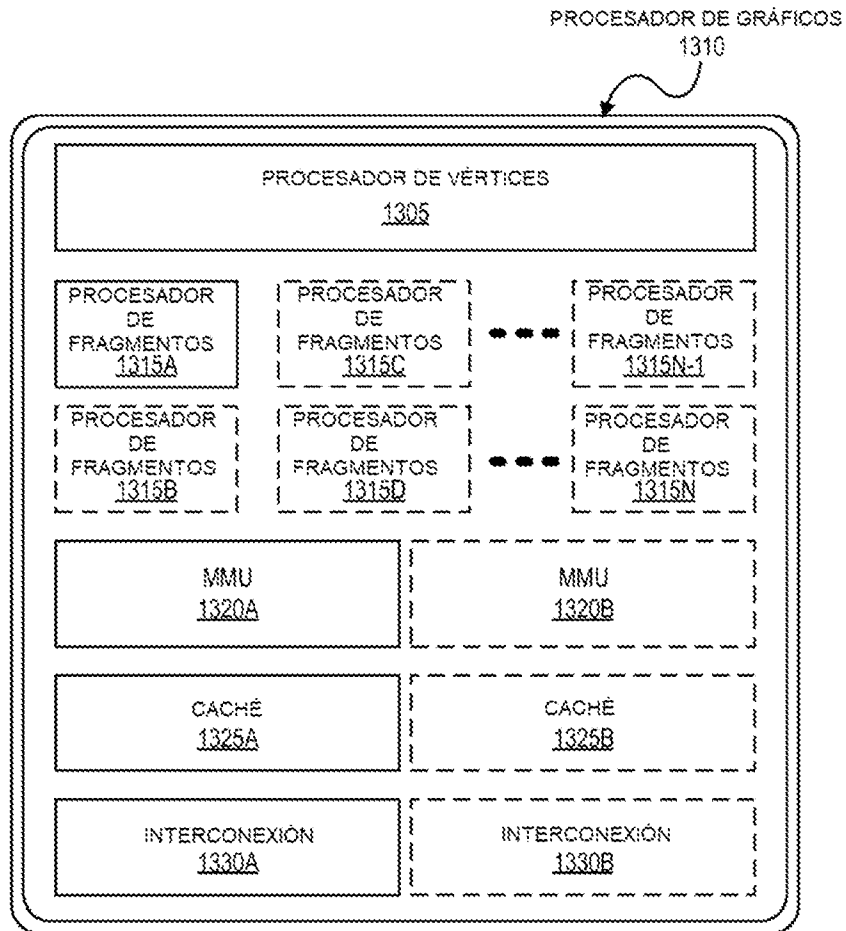 PROCESADOR DE GRÁFICOS
1310
PROCESADOR DE VÉRTICES
1305
PROCESADOR
DE
FRAGMENTOS
1315A
PROCESADOR
DE
FRAGMENTOS
1315C
PROCESADOR
DE
FRAGMENTOS
1315N-1
PROCESADOR
DE
FRAGMENTOS
1315B
PROCESADOR
DE
FRAGMENTOS
1315D
PROCESADOR
DE
FRAGMENTOS
1315N
MMU
1320A
MMU
1320B
CACHÉ
1325A
CACHÉ
1325B
INTERCONEXIÓN
1330A
INTERCONEXIÓN
1330B